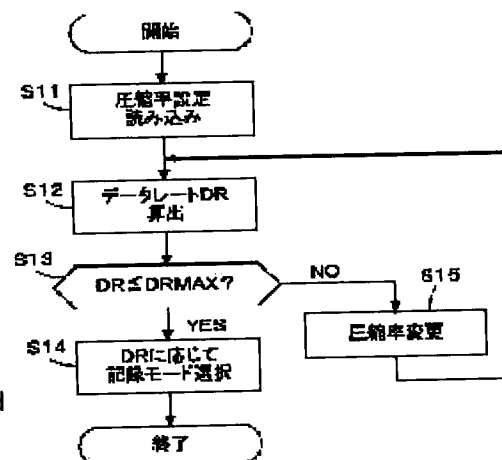 開始
S11
圧縮率設定
読み込み
S12
データレートDR
算出
S13
DR≦DRMAX?
NO
S15
圧縮率変更
YES
S14
DRに応じて
記録モード選択
終了